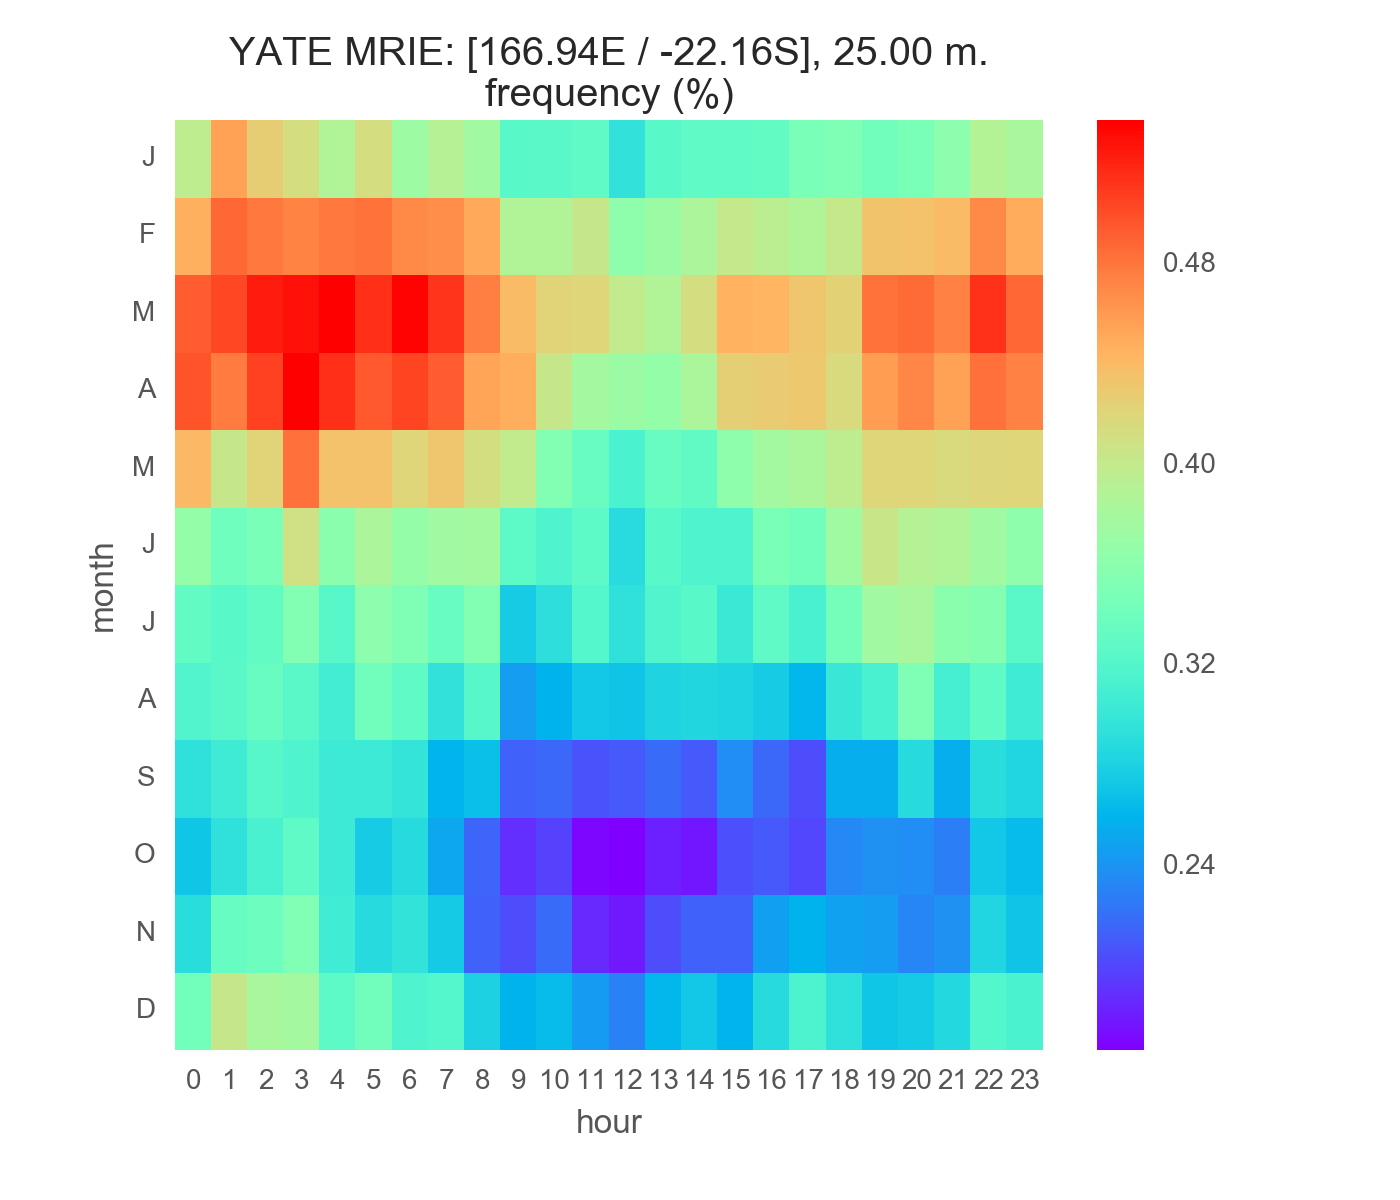 YATE MRIE: [166.94E / -22.16S], 25.00 m.
frequency (%)
J
F
M
A
M
J
J
A
S
O
N
D
month
0 1 2 3 4 5 6 7 8 9 10 11 12 13 14 15 16 17 18 19 20 21 22 23
hour
0.48
0.40
0.32
0.24